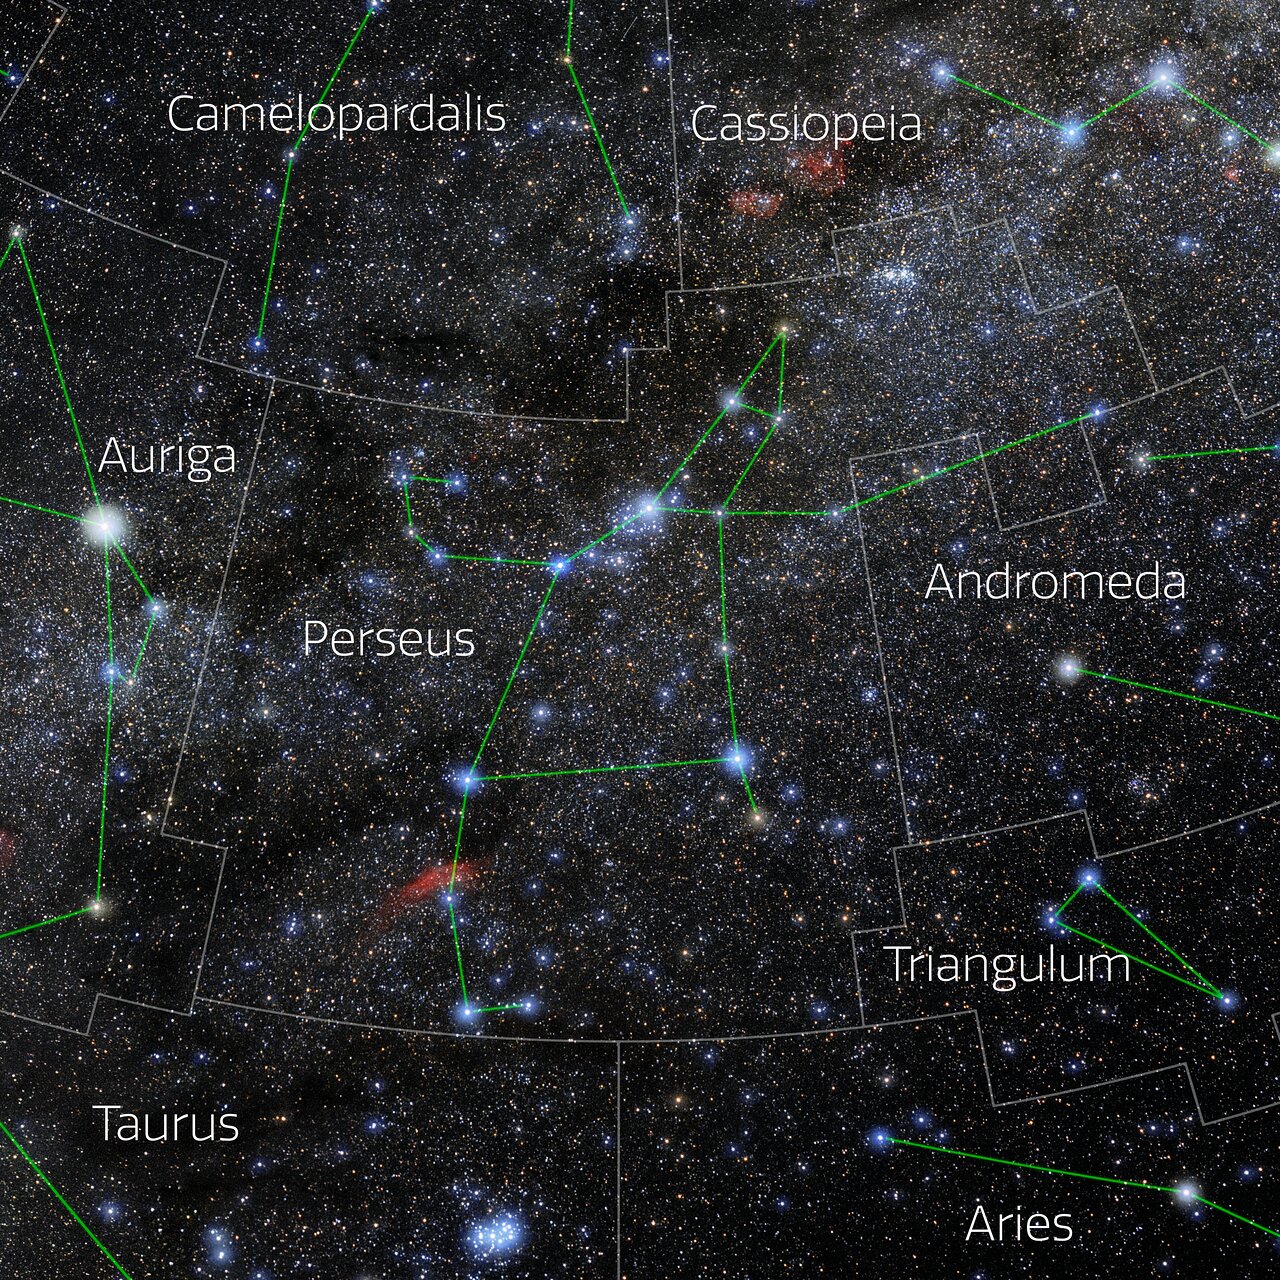 Camelopardalis
Cassiopeia
Auriga
Andromeda
Perseus
Triangulum
Taurus
Aries